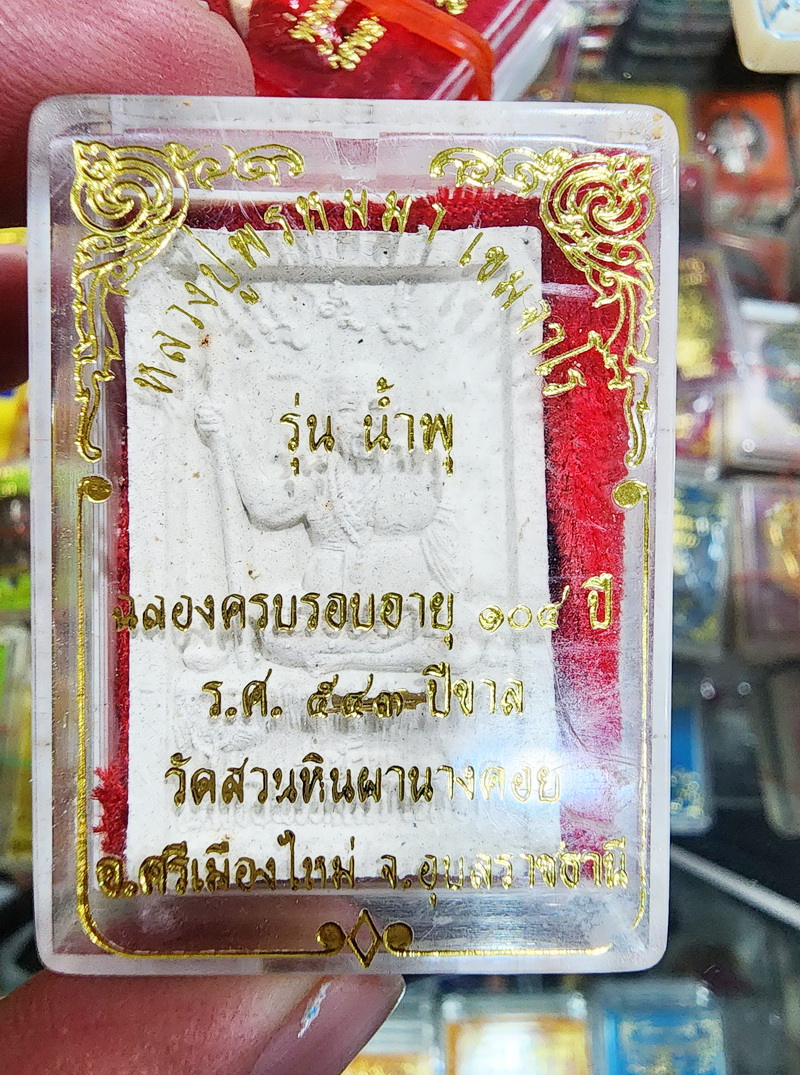 หลวงปู่พรหมมา เขมจาโร
รุ่น น้ำพุ
ฉลองครบรอบอายุ ๑๐๔ ปี
ร.ศ. ๕๔๓ ปีขาล
วัดสวนหินผานางคอย
อ.ศรีเมืองใหม่ จ.อุบลราชธานี